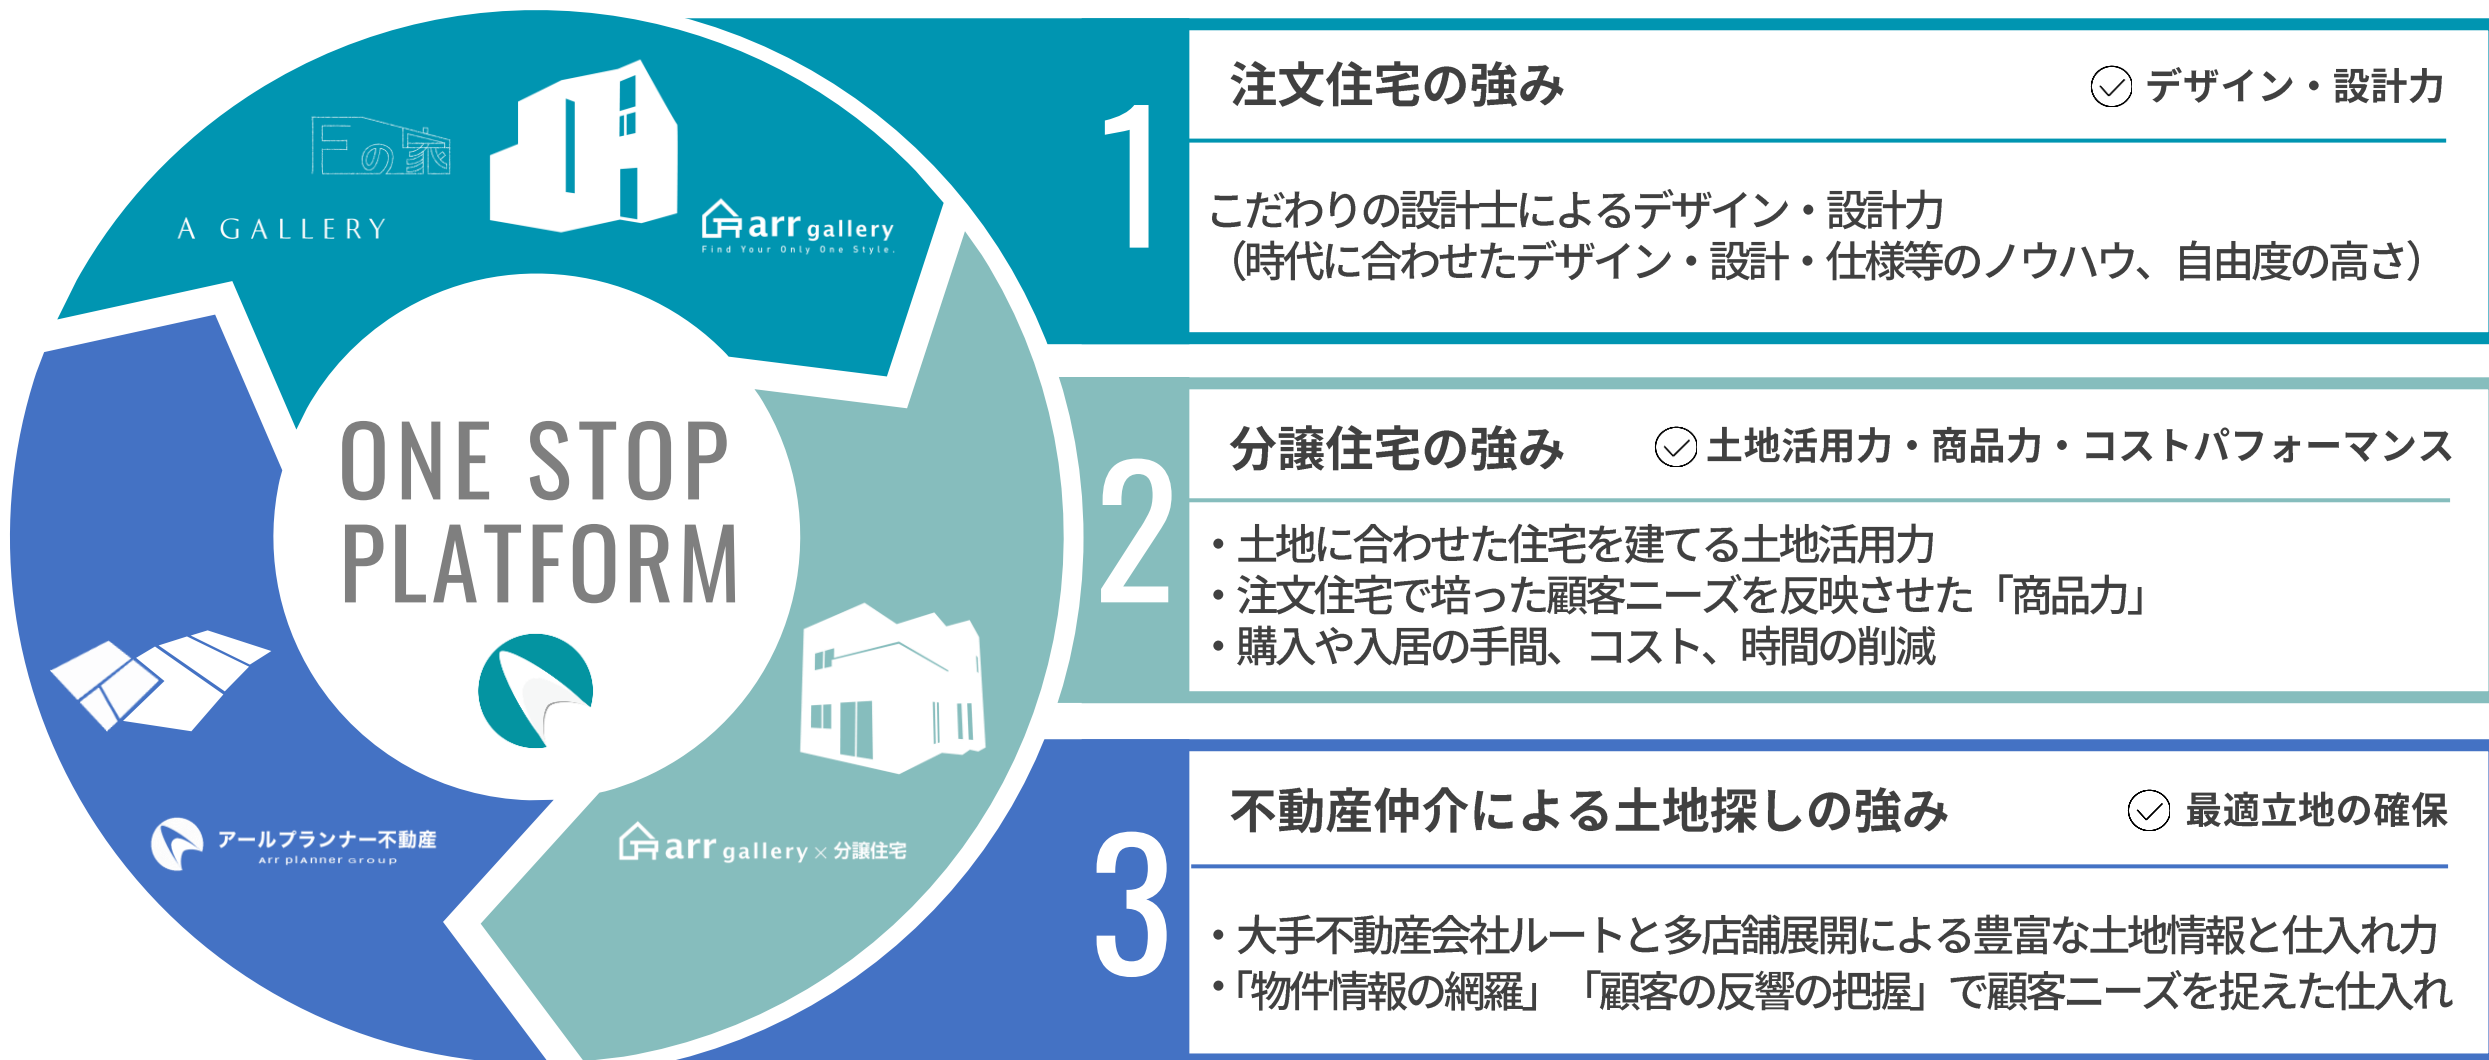 Fの家
A GALLERY
arr gallery
Find Your Only One Style.
ONE STOP
PLATFORM
アールプランナー不動産
Arr plAnner Group
arr gallery×分譲住宅
1
注文住宅の強み
デザイン・設計力
こだわりの設計士によるデザイン・設計力
（時代に合わせたデザイン・設計・仕様等のノウハウ、自由度の高さ）
2
分譲住宅の強み
土地活用力・商品力・コストパフォーマンス
・土地に合わせた住宅を建てる土地活用力
・注文住宅で培った顧客ニーズを反映させた「商品力」
・購入や入居の手間、コスト、時間の削減
3
不動産仲介による土地探しの強み
最適立地の確保
・大手不動産会社ルートと多店舗展開による豊富な土地情報と仕入れ力
・「物件情報の網羅」「顧客の反響の把握」で顧客ニーズを捉えた仕入れ